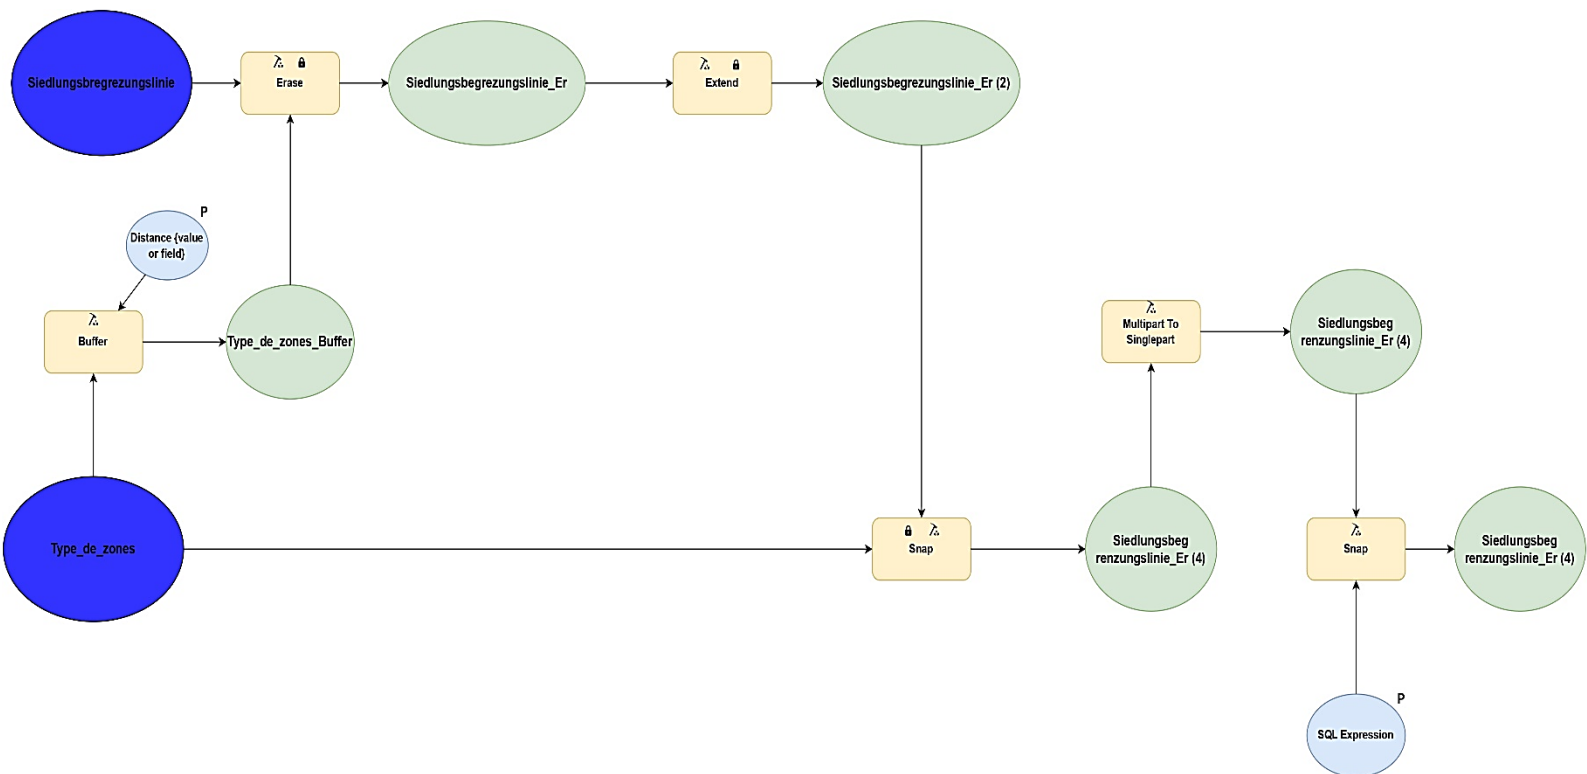 Siedlungsbregrezungslinie
Erase
Siedlungsbegrezungslinie_Er
Extend
Siedlungsbegrezungslinie_Er (2)
P
Distance {value
or field}
Buffer
Type_de_zones_Buffer
Multipart To
Singlepart
Siedlungsbeg
renzungslinie_Er (4)
Type_de_zones
Snap
Siedlungsbeg
renzungslinie_Er (4)
Snap
Siedlungsbeg
renzungslinie_Er (4)
P
SQL Expression